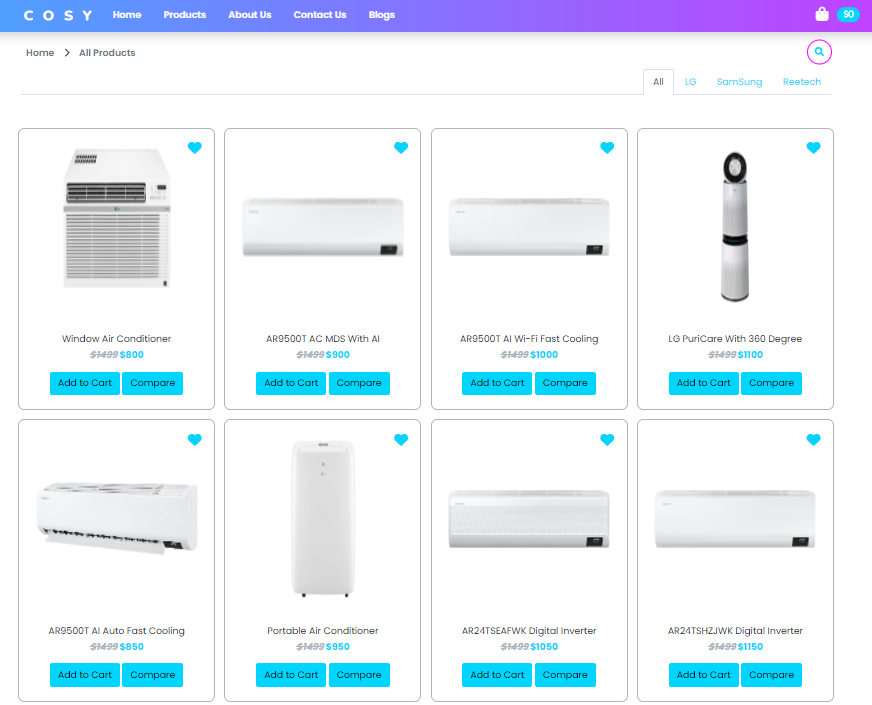 COSY Home Products About Us Contact Us Blogs $0
Home > All Products
All LG SamSung Reetech
Window Air Conditioner
$1499 $800
Add to Cart Compare
AR9500T AC MDS With AI
$1499 $900
Add to Cart Compare
AR9500T AI Wi-Fi Fast Cooling
$1499 $1000
Add to Cart Compare
LG PuriCare With 360 Degree
$1499 $1100
Add to Cart Compare
AR9500T AI Auto Fast Cooling
$1499 $850
Add to Cart Compare
Portable Air Conditioner
$1499 $950
Add to Cart Compare
AR24TSEAFWK Digital Inverter
$1499 $1050
Add to Cart Compare
AR24TSHZJWK Digital Inverter
$1499 $1150
Add to Cart Compare